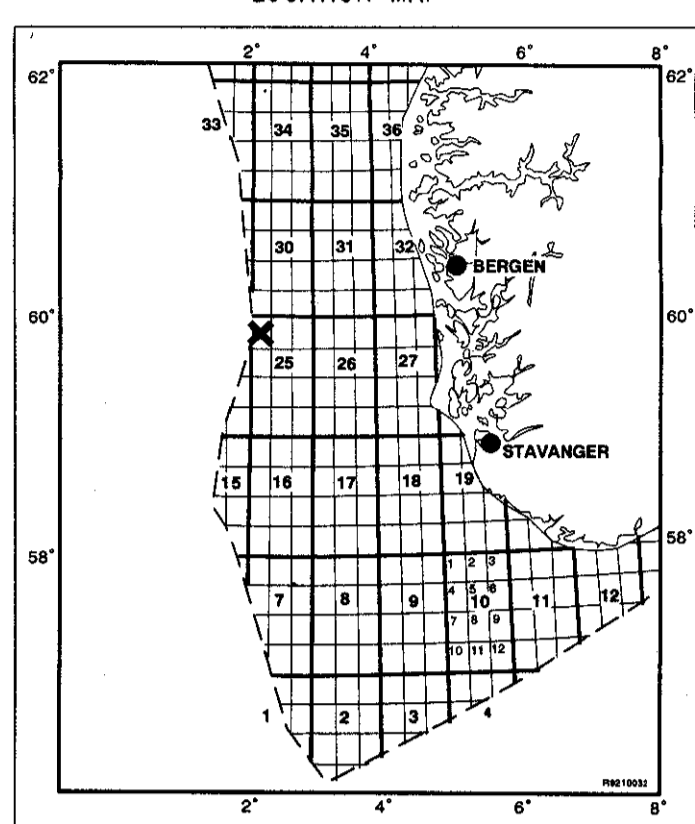 LOCATION MAP
2° 4° 6° 8°
62° 62°
33 34 35 36
30 31 32
BERGEN
60° 60°
25 26 27
STAVANGER
15 16 17 18 19
58° 58°
1 2 3
4 5 6
7 8 9 10 11 12
7 8 9
10 11 12
1 2 3 4
R9210032
2° 4° 6° 8°